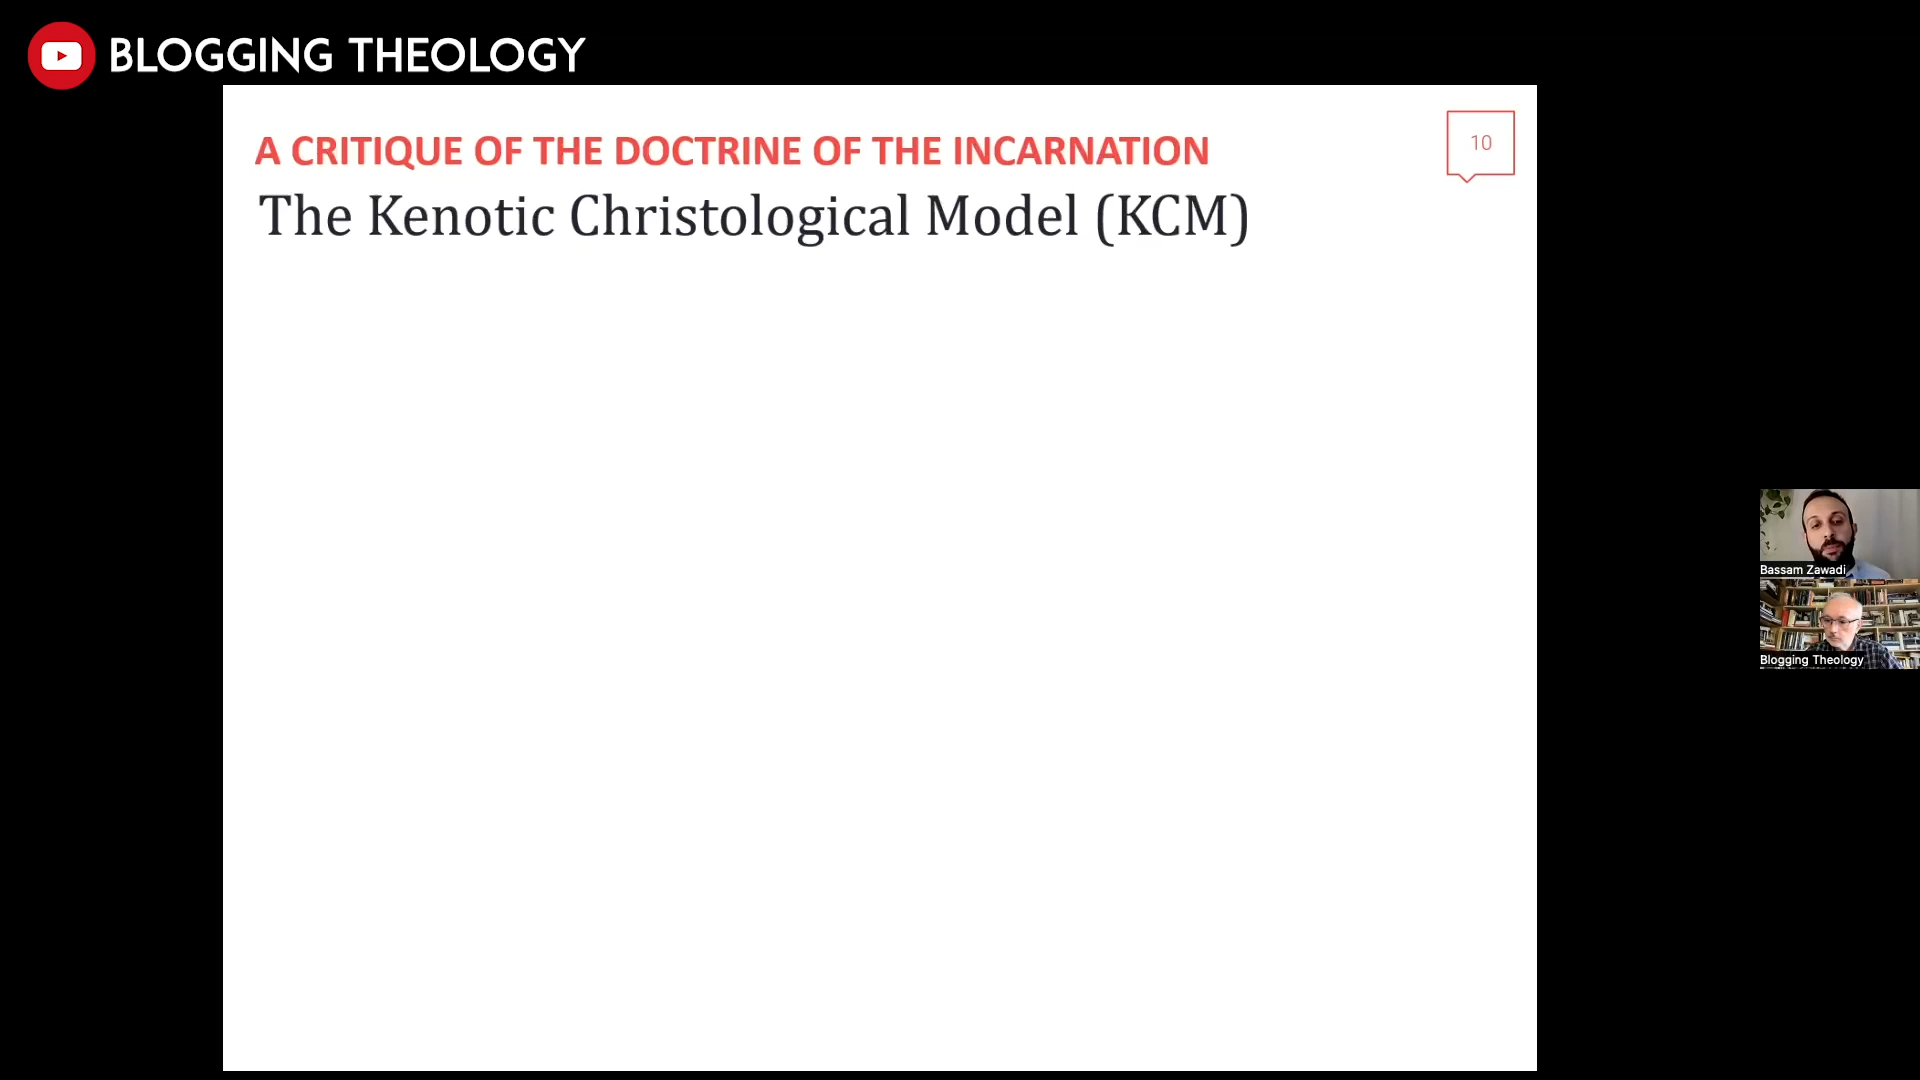 BLOGGING THEOLOGY
A CRITIQUE OF THE DOCTRINE OF THE INCARNATION
10
The Kenotic Christological Model (KCM)
Bassam Zawadi
Blogging Theology